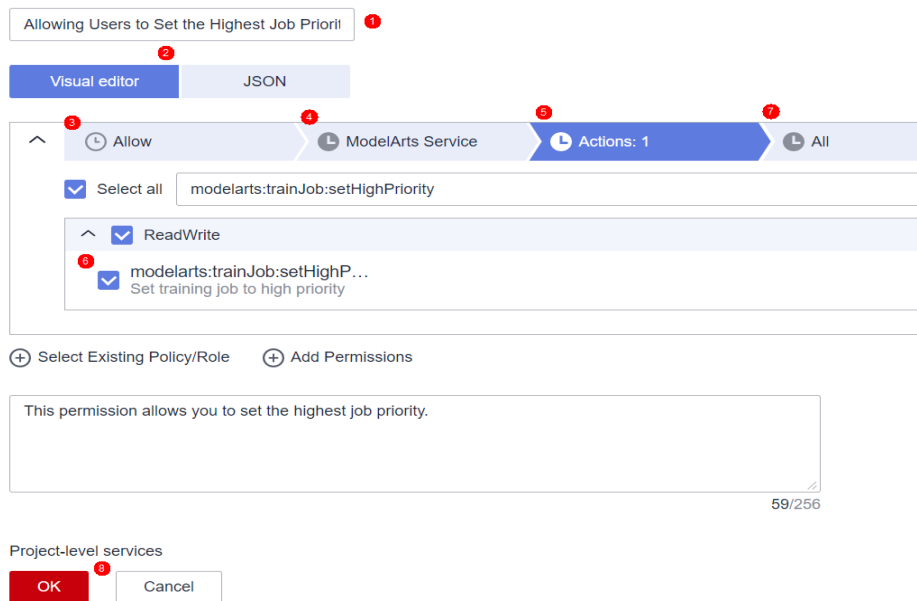 Allowing Users to Set the Highest Job Priorit 1
2
Visual editor JSON
3 4 5 7
Allow ModelArts Service Actions: 1 All
Select all modelarts:trainJob:setHighPriority
ReadWrite
6
modelarts:trainJob:setHighP...
Set training job to high priority
Select Existing Policy/Role Add Permissions
This permission allows you to set the highest job priority.
59/256
Project-level services
8
OK Cancel